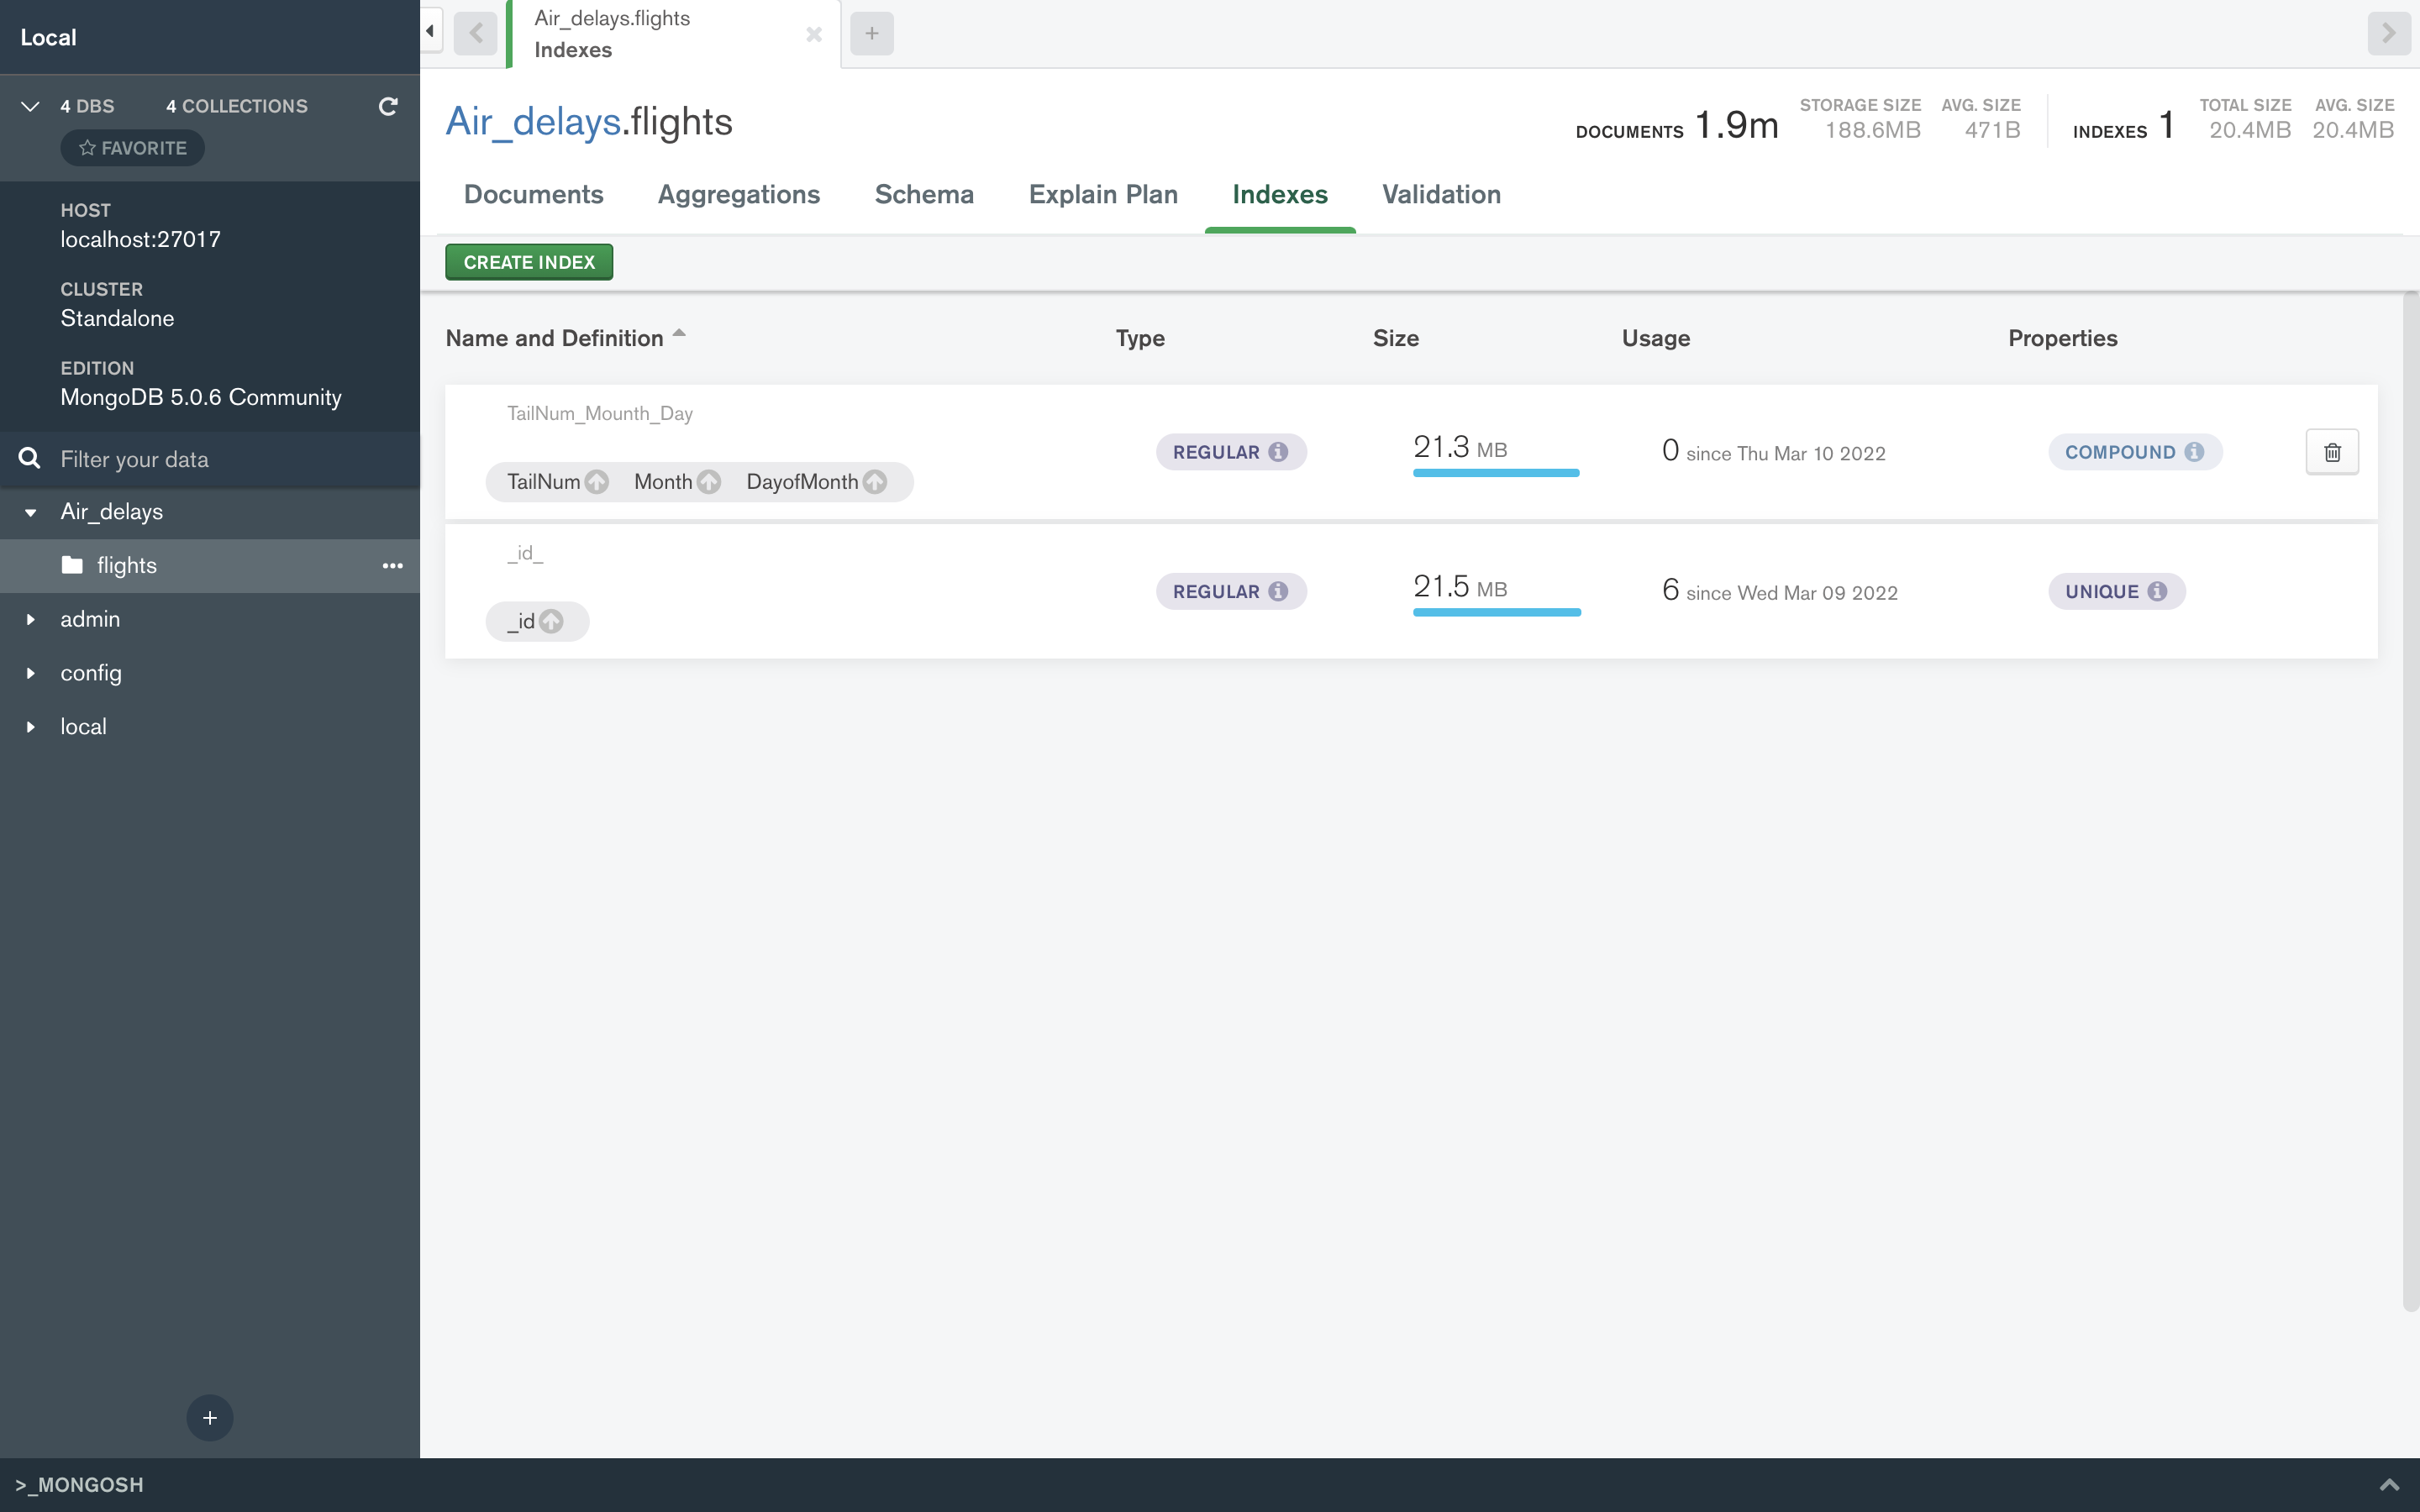 Local
4 DBS 4 COLLECTIONS
FAVORITE
HOST
localhost:27017
CLUSTER
Standalone
EDITION
MongoDB 5.0.6 Community
Filter your data
Air_delays
flights
admin
config
local
>_MONGOSH
Air_delays.flights
Indexes
Air_delays.flights
DOCUMENTS 1.9m
STORAGE SIZE
188.6MB
AVG. SIZE
471B
INDEXES 1
TOTAL SIZE
20.4MB
AVG. SIZE
20.4MB
Documents Aggregations Schema Explain Plan Indexes Validation
CREATE INDEX
Name and Definition Type Size Usage Properties
TailNum_Mounth_Day
TailNum Month DayofMonth
REGULAR 21.3 MB 0 since Thu Mar 10 2022 COMPOUND
_id_
_id
REGULAR 21.5 MB 6 since Wed Mar 09 2022 UNIQUE